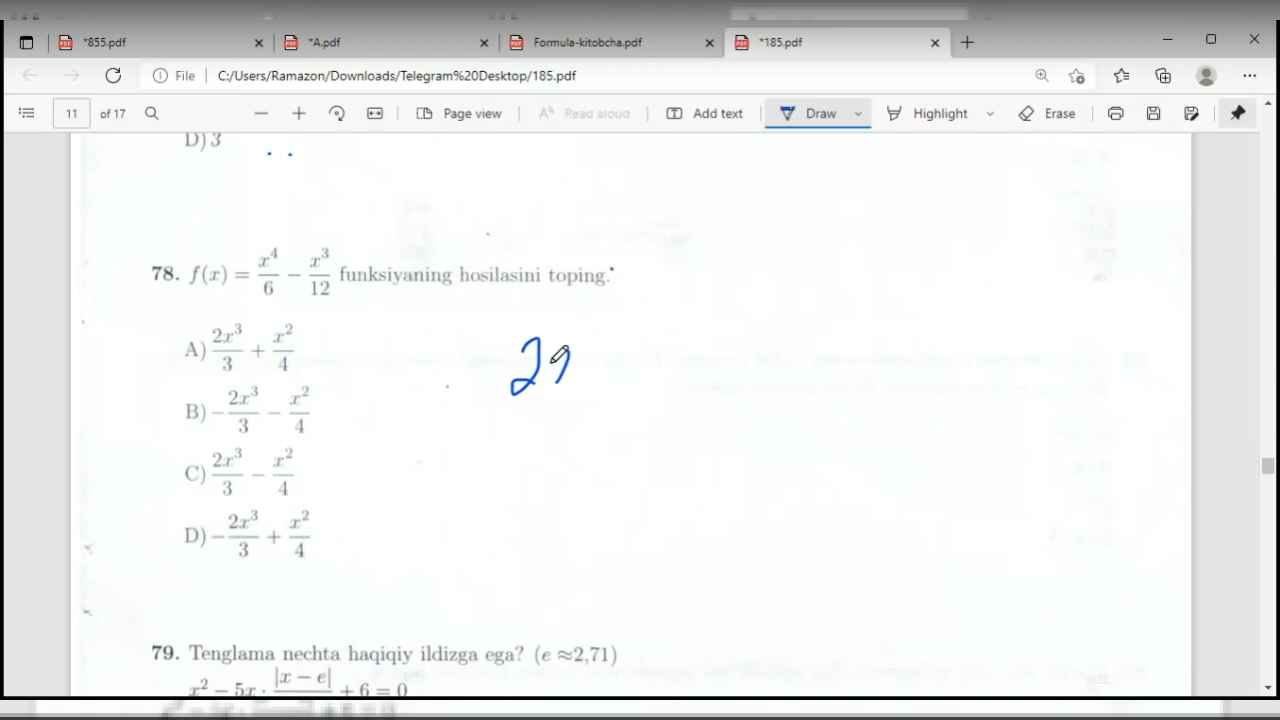 *855.pdf
*A.pdf
Formula-kitobcha.pdf
*185.pdf
File
C:/Users/Ramazon/Downloads/Telegram%20Desktop/185.pdf
11 of 17
Page view
Read aloud
Add text
Draw
Highlight
Erase
D) 3
78. f(x) = x⁴/6 − x³/12 funksiyaning hosilasini toping.
A) 2x³/3 + x²/4
B) −2x³/3 − x²/4
C) 2x³/3 − x²/4
D) −2x³/3 + x²/4
79. Tenglama nechta haqiqiy ildizga ega? (e ≈2,71)